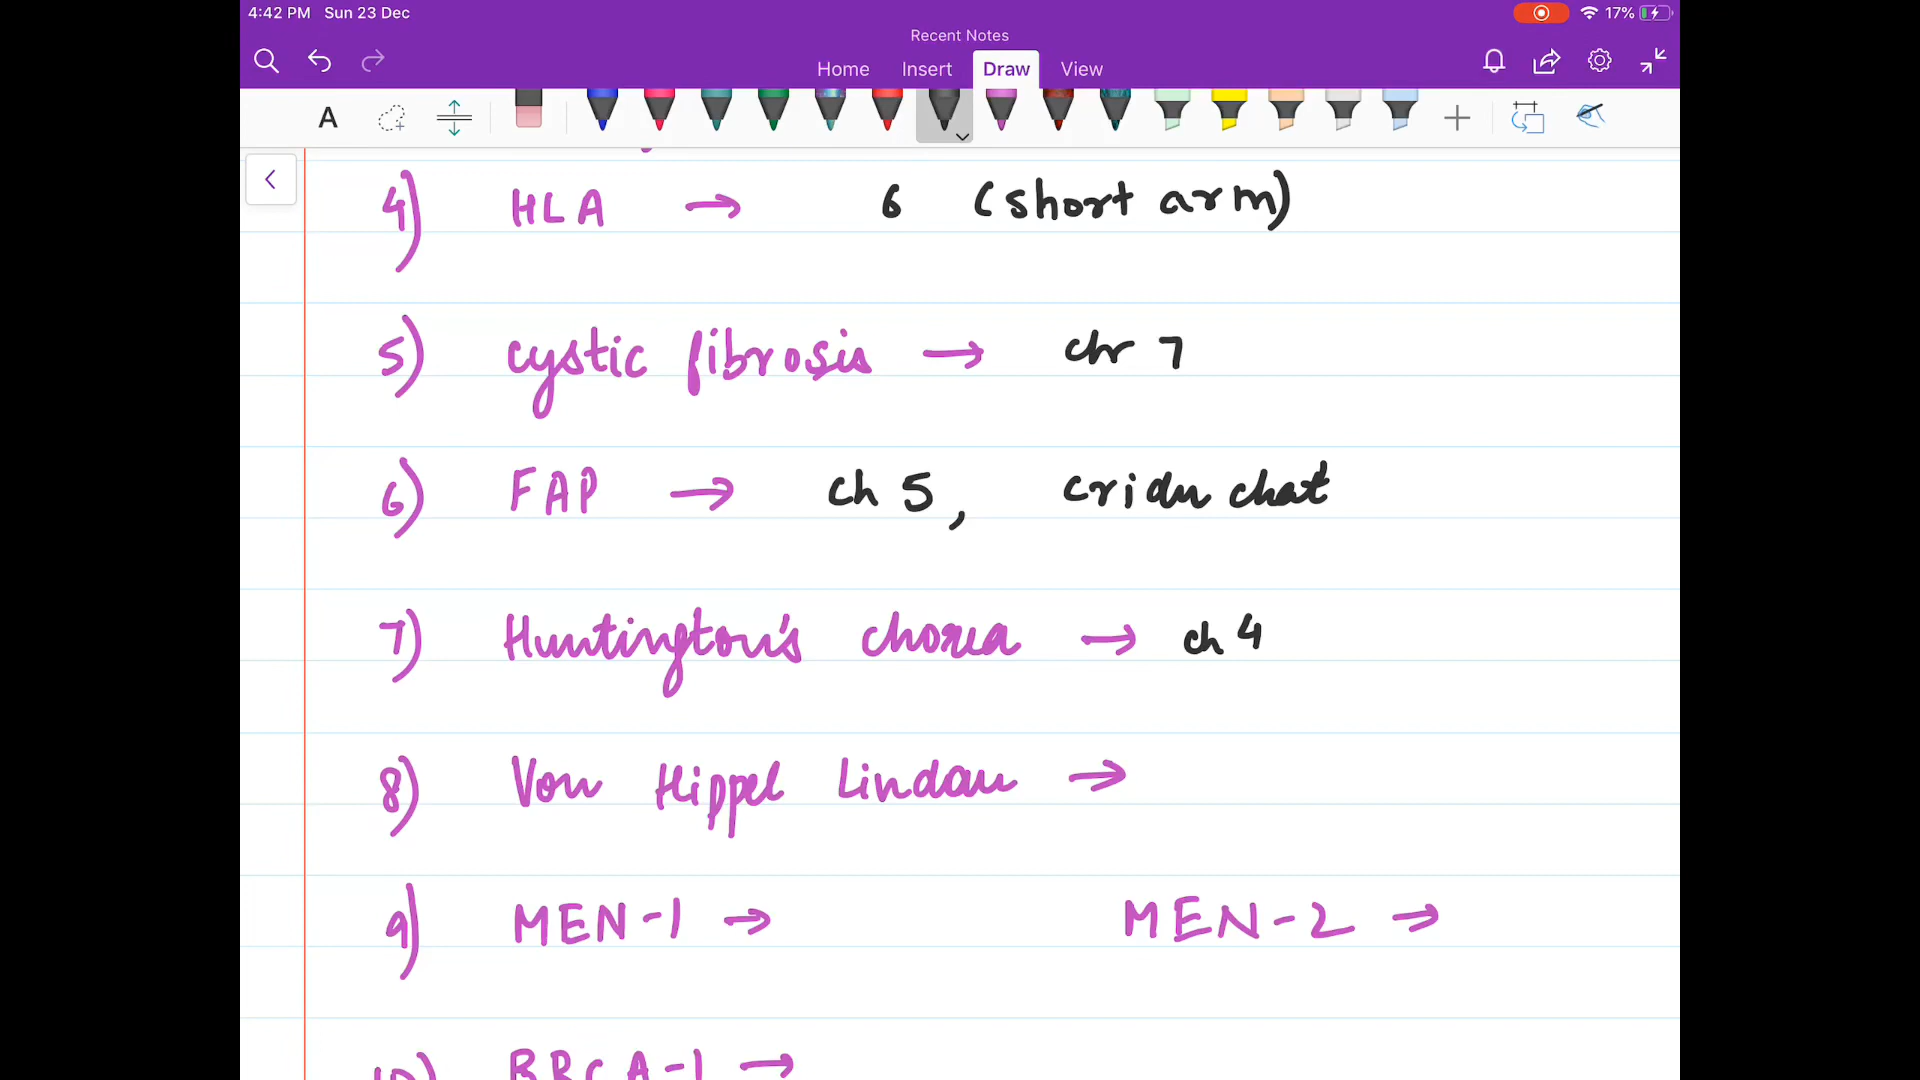 4:42 PM Sun 23 Dec 17%
Recent Notes
Home Insert Draw View
A
4) HLA → 6 (short arm)
5) cystic fibrosis → chr 7
6) FAP → ch 5, cridu chat
7) Huntington's chorea → ch 4
8) Von Hippel Lindau →
9) MEN-1 → MEN-2 →
10) BRCA-1 →